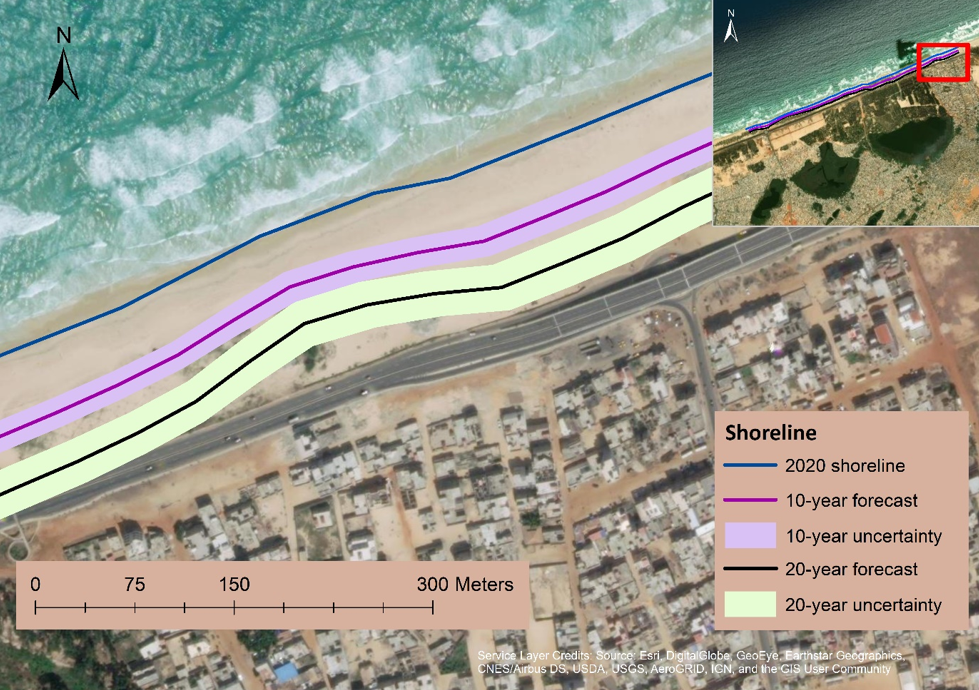 N
N
Shoreline
2020 shoreline
10-year forecast
10-year uncertainty
20-year forecast
20-year uncertainty
0 75 150 300 Meters
Service Layer Credits: Source: Esri, DigitalGlobe, GeoEye, Earthstar Geographics,
CNES/Airbus DS, USDA, USGS, AeroGRID, IGN, and the GIS User Community